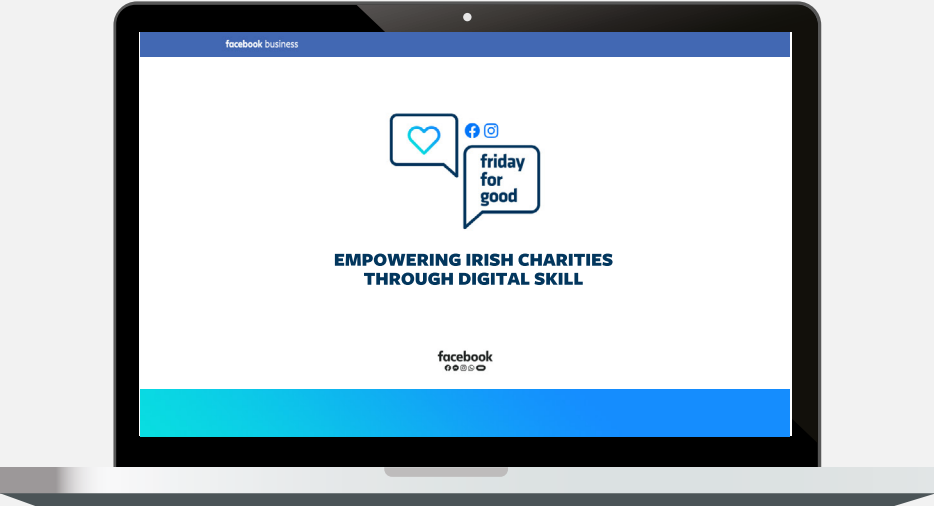 facebook business
friday
for
good
EMPOWERING IRISH CHARITIES
THROUGH DIGITAL SKILL
facebook